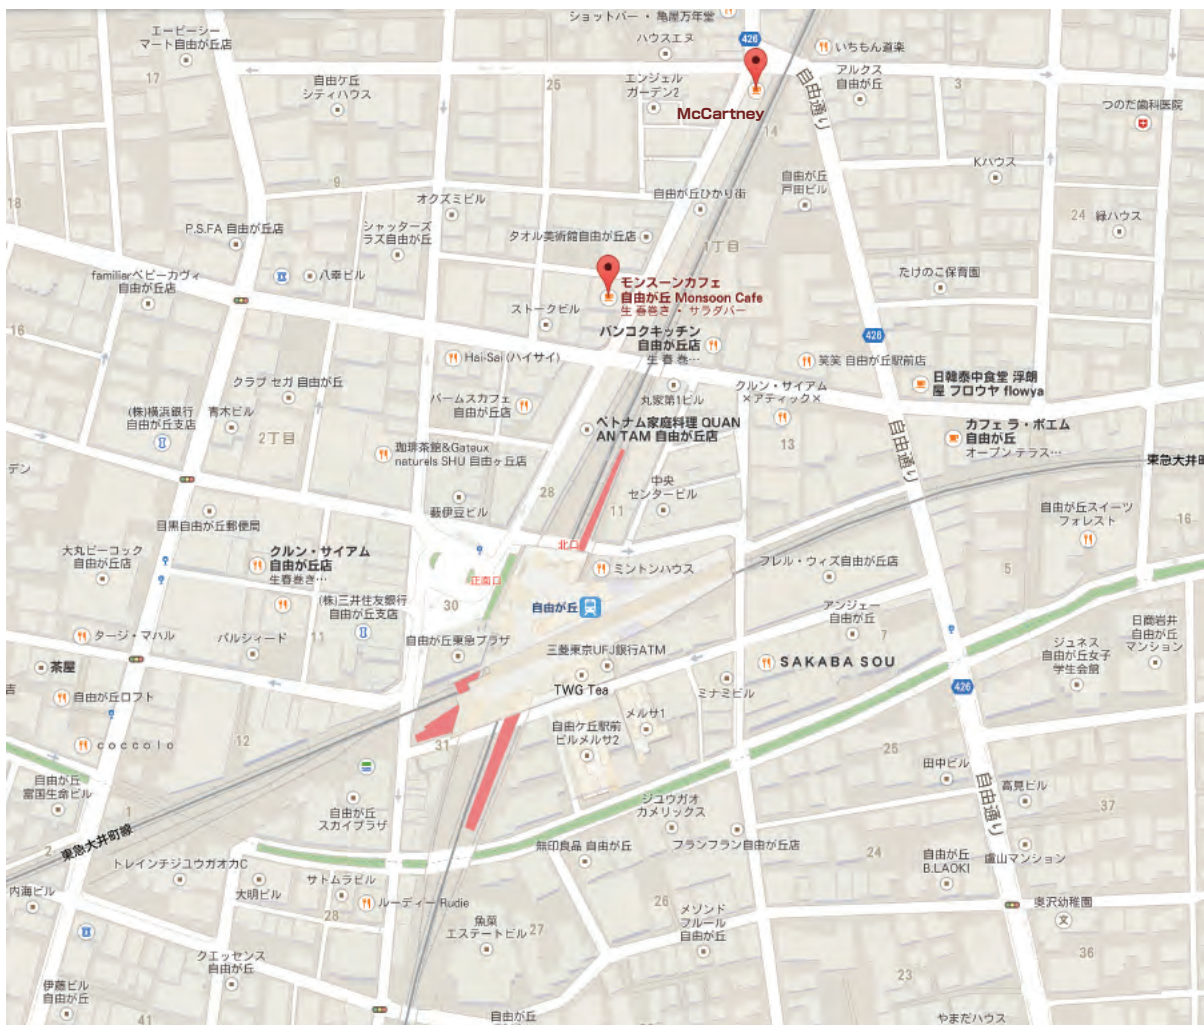 ショットバー・亀屋万年堂
エービーシー
マート自由が丘店
ハウスエヌ
426
いちもん道楽
17
25
自由ケ丘
シティハウス
エンジェル
ガーデン2
アルクス
自由が丘
3
つのだ歯科医院
McCartney
自由通り
14
Kハウス
9
自由が丘
戸田ビル
18
オクズミビル
自由が丘ひかり街
24
緑ハウス
P.S.FA 自由が丘店
シャッターズ
ラズ自由が丘
タオル美術館自由が丘店
1丁目
familiarベビーカヴィ
自由が丘店
八幸ビル
たけのこ保育園
モンスーンカフェ
自由が丘 Monsoon Cafe
生 春巻き ・ サラダバー
ストークビル
16
バンコクキッチン
自由が丘店
生 春 巻…
426
Hai-Sai (ハイサイ)
笑笑 自由が丘駅前店
クラブ セガ 自由が丘
丸家第1ビル
クルン・サイアム
×アティック×
日韓泰中食堂 浮朗
屋 フロウヤ flowya
パームスカフェ
自由が丘店
(株)横浜銀行
自由が丘支店
青木ビル
2丁目
ベトナム家庭料理 QUAN
AN TAM 自由が丘店
カフェ ラ・ボエム
自由が丘
オープン テラス…
13
自由通り
珈琲茶館&Gateux
naturels SHU 自由ヶ丘店
デン
東急大井町
28
中央
センタービル
11
薮伊豆ビル
目黒自由が丘郵便局
自由が丘スイーツ
フォレスト
16
北口
大丸ピーコック
自由が丘店
クルン・サイアム
自由が丘店
生春巻き…
正面口
ミントンハウス
フレル・ウィズ自由が丘店
5
(株)三井住友銀行
自由が丘支店
30
自由が丘
アンジェー
自由が丘
7
タージ・マハル
パルシィード
11
自由が丘東急プラザ
三菱東京UFJ銀行ATM
ジュネス
自由が丘女子
学生会館
日商岩井
自由が丘
マンション
茶屋
吉
SAKABA SOU
自由が丘ロフト
TWG Tea
ミナミビル
426
coccolo
12
31
自由ケ丘駅前
ビルメルサ2
メルサ1
25
自由が丘
富国生命ビル
田中ビル
自由通り
高見ビル
37
1
自由が丘
スカイプラザ
ジユウガオ
カメリックス
2
東急大井町線
トレインチジユウガオカC
無印良品 自由が丘
フランフラン自由が丘店
24
自由が丘
B.LAOKI
盧山マンション
内海ビル
大明ビル
サトムラビル
28
ルーディー Rudie
魚菜
エステートビル
27
26
メゾンド
フルール
自由が丘
奥沢幼稚園
文
36
クエッセンス
自由が丘
23
伊藤ビル
自由が丘
41
自由が丘
やまだハウス